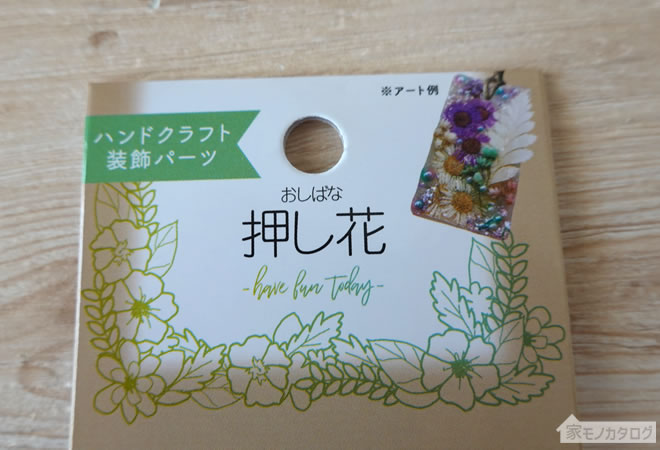 ※アート例
ハンドクラフト
装飾パーツ
おしばな
押し花
-have fun today-
家モノカタログ